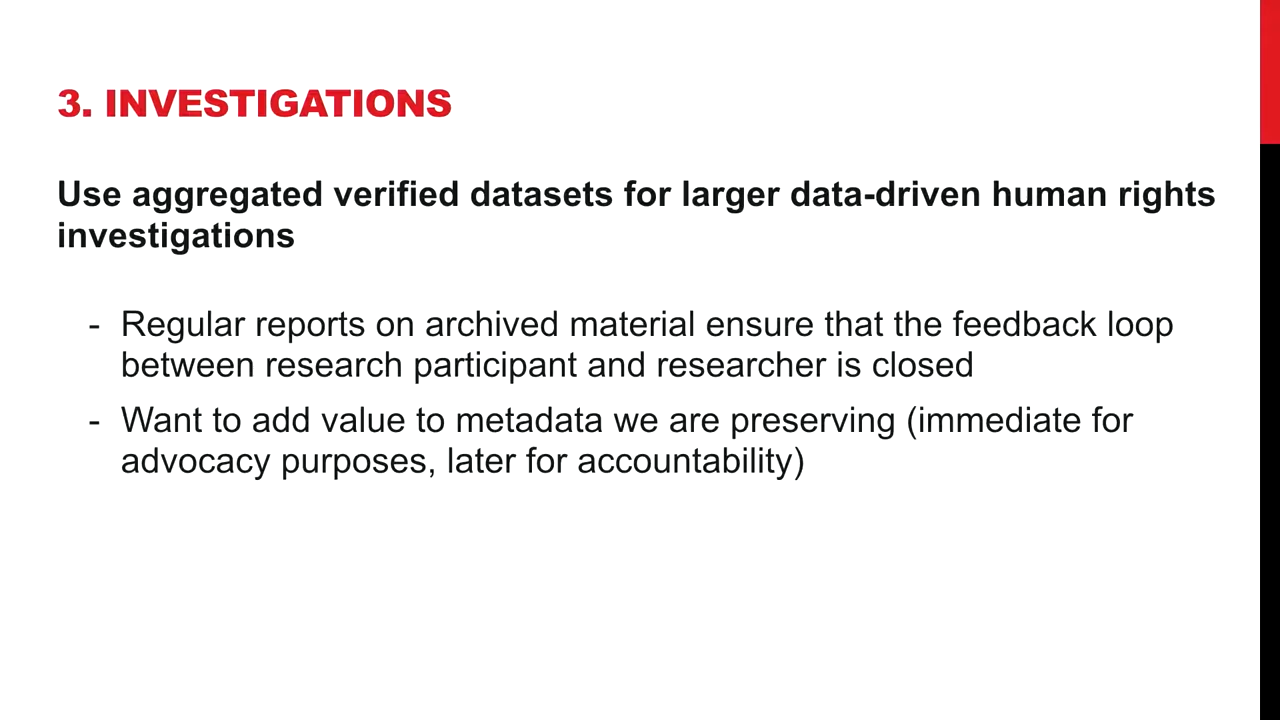 3. INVESTIGATIONS
Use aggregated verified datasets for larger data-driven human rights
investigations
- Regular reports on archived material ensure that the feedback loop
between research participant and researcher is closed
- Want to add value to metadata we are preserving (immediate for
advocacy purposes, later for accountability)